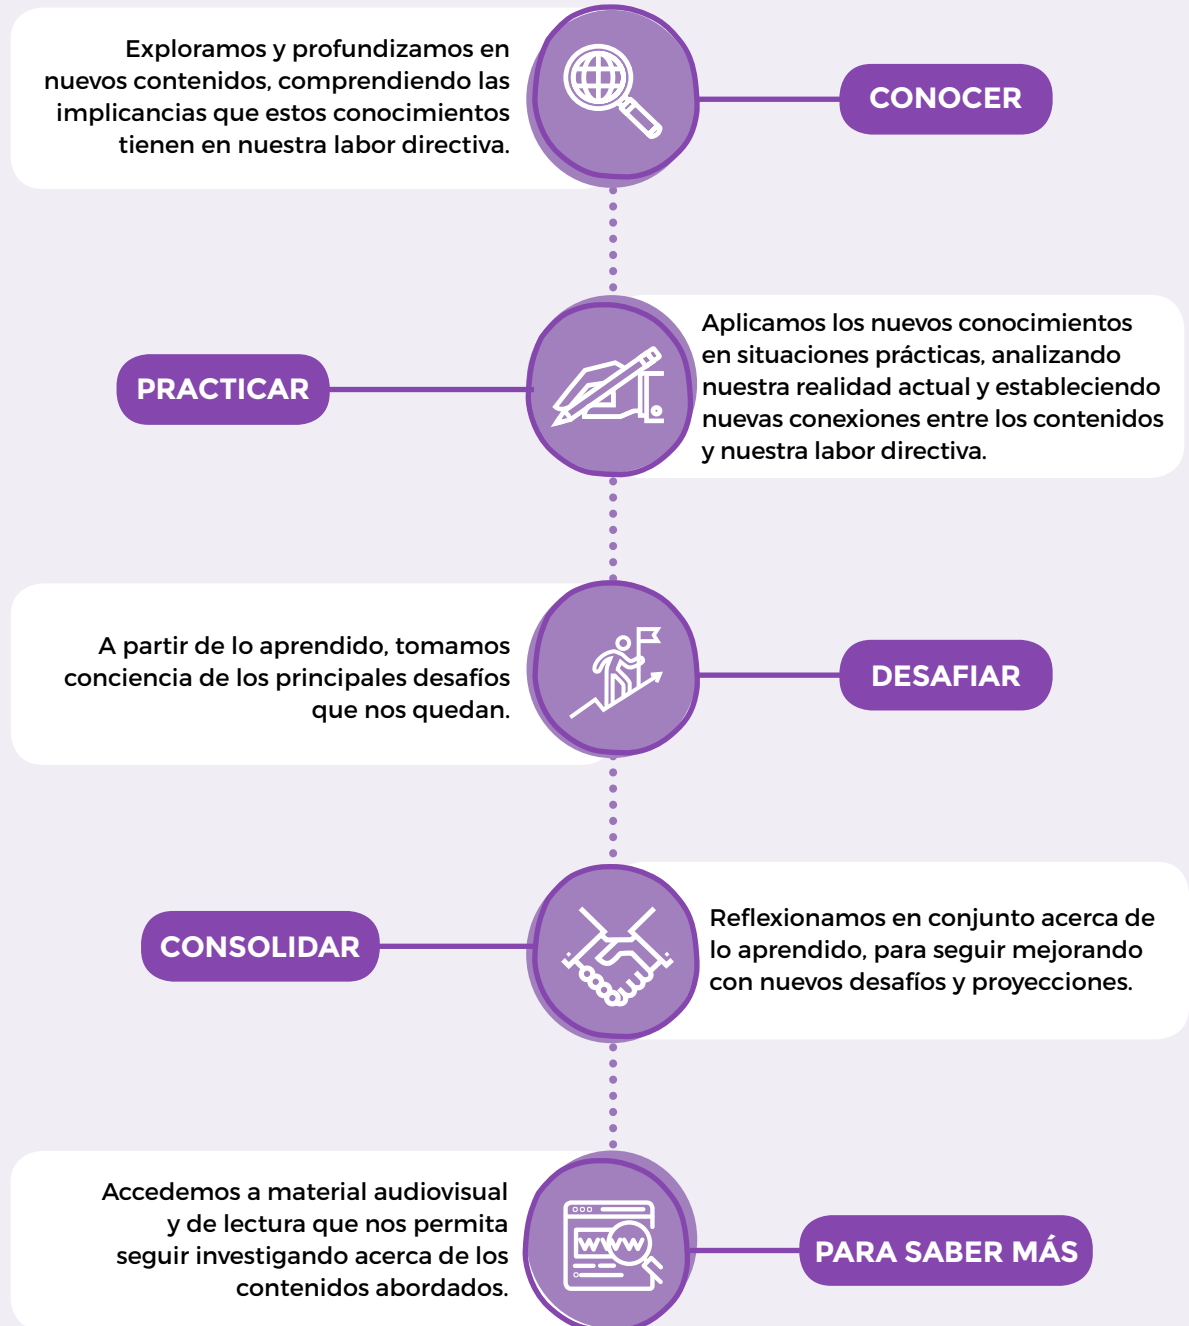 Exploramos y profundizamos en
nuevos contenidos, comprendiendo las
implicancias que estos conocimientos
tienen en nuestra labor directiva.
CONOCER
PRACTICAR
Aplicamos los nuevos conocimientos
en situaciones prácticas, analizando
nuestra realidad actual y estableciendo
nuevas conexiones entre los contenidos
y nuestra labor directiva.
A partir de lo aprendido, tomamos
conciencia de los principales desafíos
que nos quedan.
DESAFIAR
CONSOLIDAR
Reflexionamos en conjunto acerca de
lo aprendido, para seguir mejorando
con nuevos desafíos y proyecciones.
Accedemos a material audiovisual
y de lectura que nos permita
seguir investigando acerca de los
contenidos abordados.
www
PARA SABER MÁS